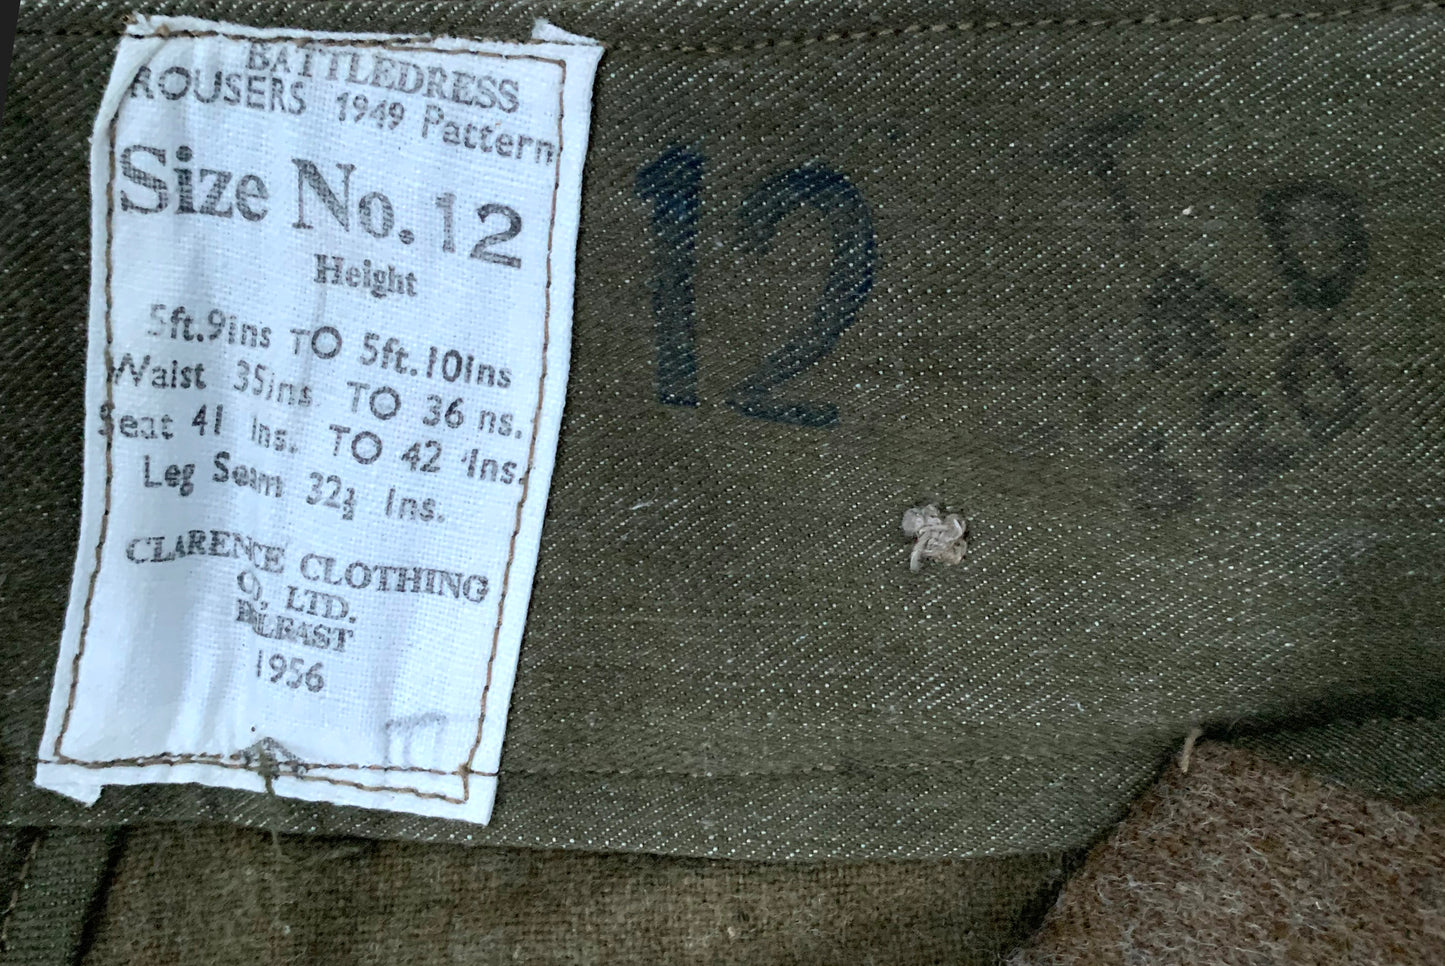 BATTLEDRESS
ROUSERS 1949 Pattern
Size No. 12
Height
5ft.9ins TO 5ft.10ins
Waist 35ins TO 36 ns.
Seat 41 ins. TO 42 ins.
Leg Seam 32½ ins.
CLARENCE CLOTHING
O. LTD.
BELFAST
1956
12